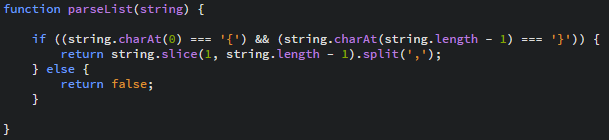 function parseList(string) {
if ((string.charAt(0) === '{') && (string.charAt(string.length - 1) === '}')) {
return string.slice(1, string.length - 1).split(',');
} else {
return false;
}
}